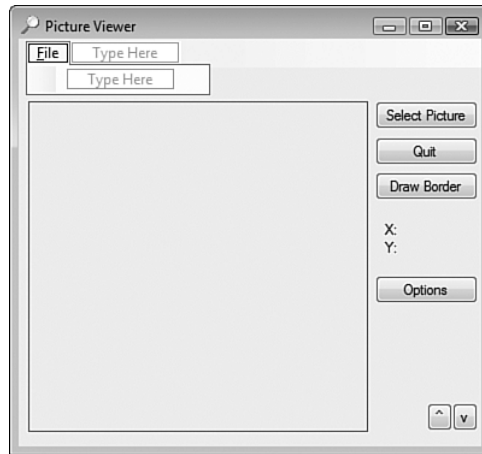 Picture Viewer
File Type Here
Type Here
Select Picture
Quit
Draw Border
X:
Y:
Options
^ v